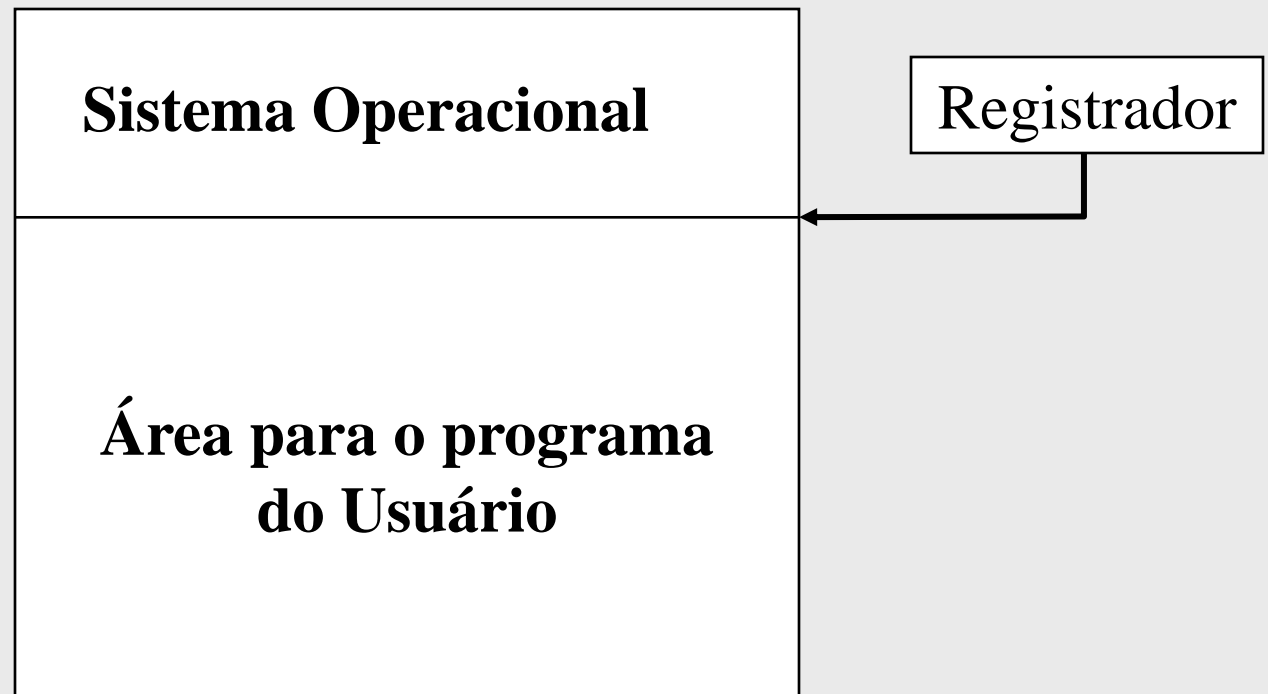 Sistema Operacional
Registrador
Área para o programa
do Usuário